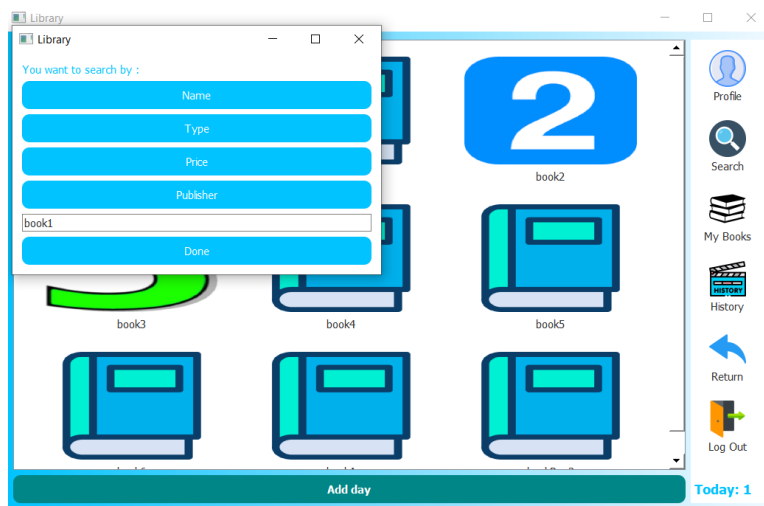 Library
Library
You want to search by :
Name
Type
Price
Publisher
book1
Done
2
book2
Profile
Search
My Books
HISTORY
History
Return
Log Out
book3
book4
book5
Add day
Today: 1